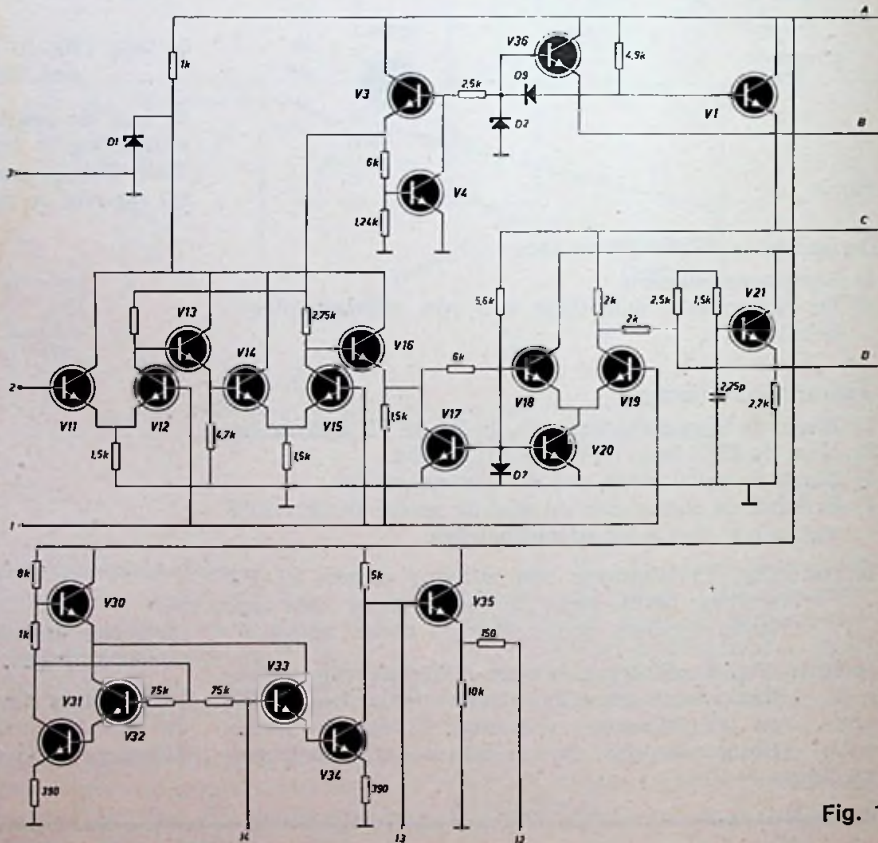 A
1k
V36
4,9k
V3
2,5k
D9
V1
D1
D2
B
3
6k
V4
1,24k
C
V13
2,75k
5,6k
2k
2,5k
1,5k
V21
V14
V16
2k
6k
D
2
V18
V19
2,25p
V11
V12
V15
1,5k
V17
2,2k
1,5k
4,7k
1,5k
D7
V20
1
8k
5k
V30
V35
1k
150
V33
V31
75k
75k
10k
V32
V34
390
390
14
13
12
Fig. 1